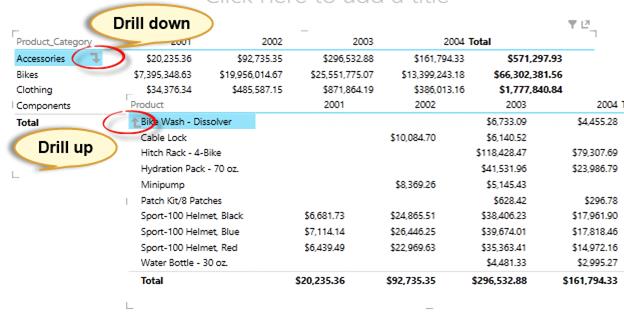 Click here to add a title
Drill down
Product_Category 2001 2002 2003 2004 Total
Accessories $20,235.36 $92,735.35 $296,532.88 $161,794.33 $571,297.93
Bikes $7,395,348.63 $19,956,014.67 $25,551,775.07 $13,399,243.18 $66,302,381.56
Clothing $34,376.34 $485,587.15 $871,864.19 $386,013.16 $1,777,840.84
Components
Total
Drill up
Product 2001 2002 2003 2004 T
Bike Wash - Dissolver $6,733.09 $4,455.28
Cable Lock $10,084.70 $6,140.52
Hitch Rack - 4-Bike $118,428.47 $79,307.69
Hydration Pack - 70 oz. $41,531.96 $23,986.79
Minipump $8,369.26 $5,145.43
Patch Kit/8 Patches $628.42 $296.78
Sport-100 Helmet, Black $6,681.73 $24,865.51 $38,406.23 $17,961.90
Sport-100 Helmet, Blue $7,114.14 $26,446.25 $39,674.01 $17,818.46
Sport-100 Helmet, Red $6,439.49 $22,969.63 $35,363.41 $14,972.16
Water Bottle - 30 oz. $4,481.33 $2,995.27
Total $20,235.36 $92,735.35 $296,532.88 $161,794.33